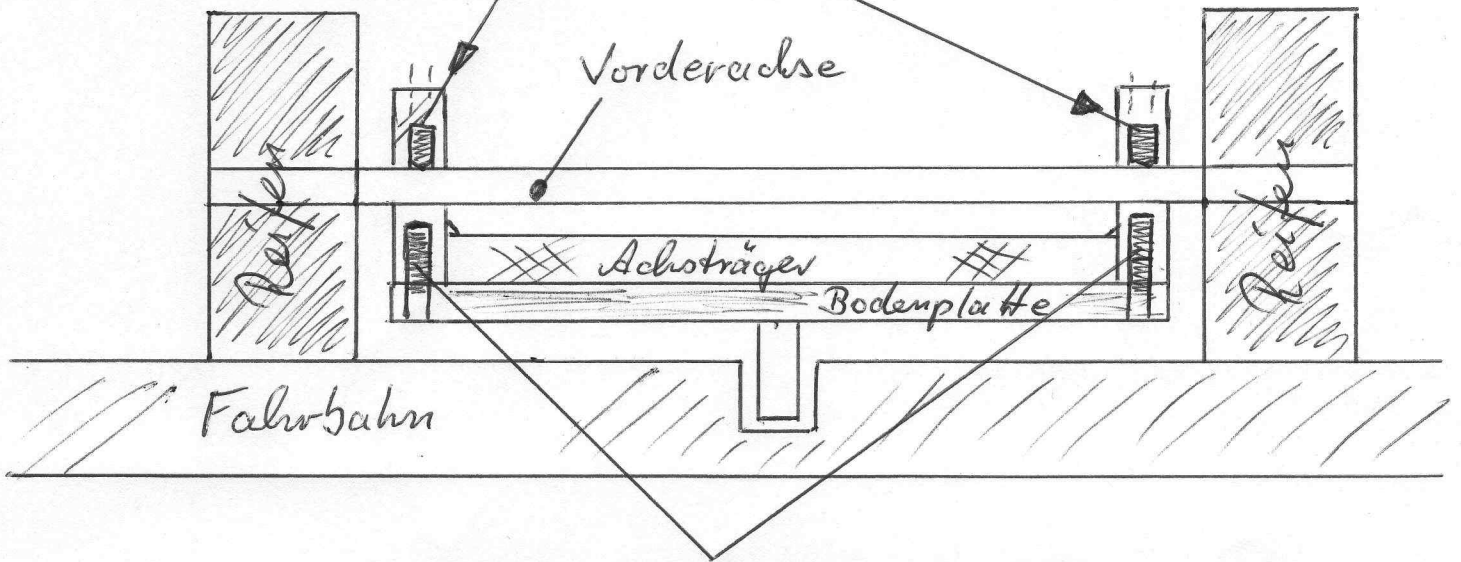 Vorderachse
Reifen
Reifen
Achsträger
Bodenplatte
Fahrbahn